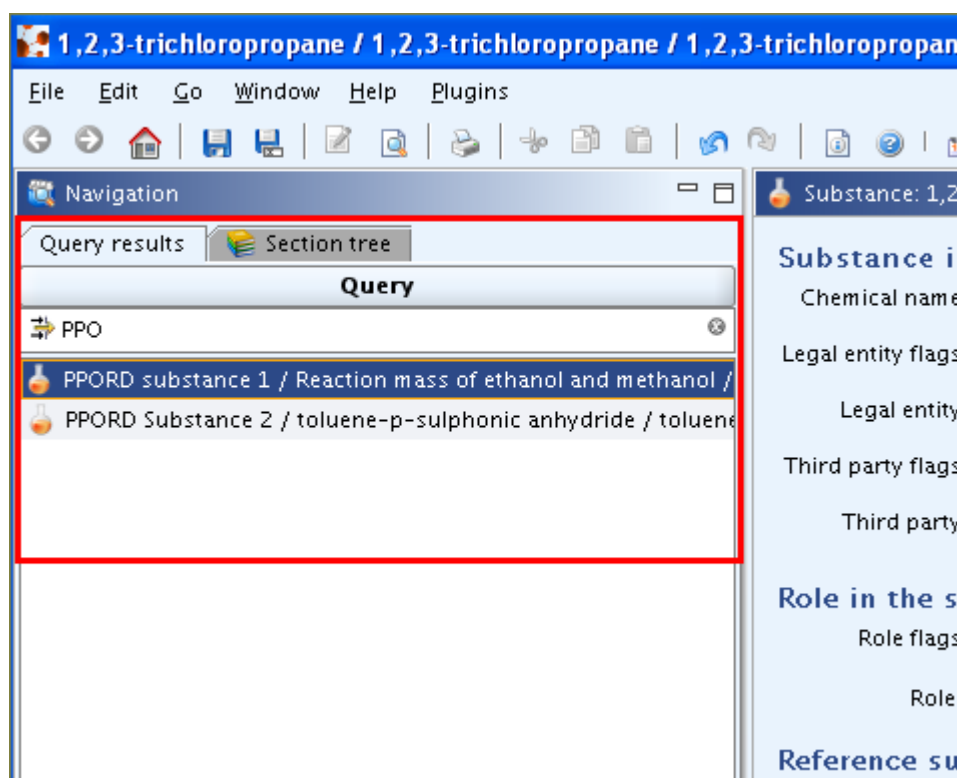 1,2,3-trichloropropane / 1,2,3-trichloropropane / 1,2,3-trichloropropan
File Edit Go Window Help Plugins
Navigation
Substance: 1,2
Query results Section tree
Query
PPO
PPORD substance 1 / Reaction mass of ethanol and methanol /
PPORD Substance 2 / toluene-p-sulphonic anhydride / toluene
Substance i
Chemical name
Legal entity flags
Legal entity
Third party flags
Third party
Role in the s
Role flags
Role
Reference su